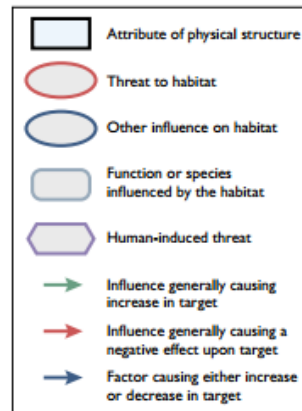 Attribute of physical structure
Threat to habitat
Other influence on habitat
Function or species
influenced by the habitat
Human-induced threat
Influence generally causing
increase in target
Influence generally causing a
negative effect upon target
Factor causing either increase
or decrease in target